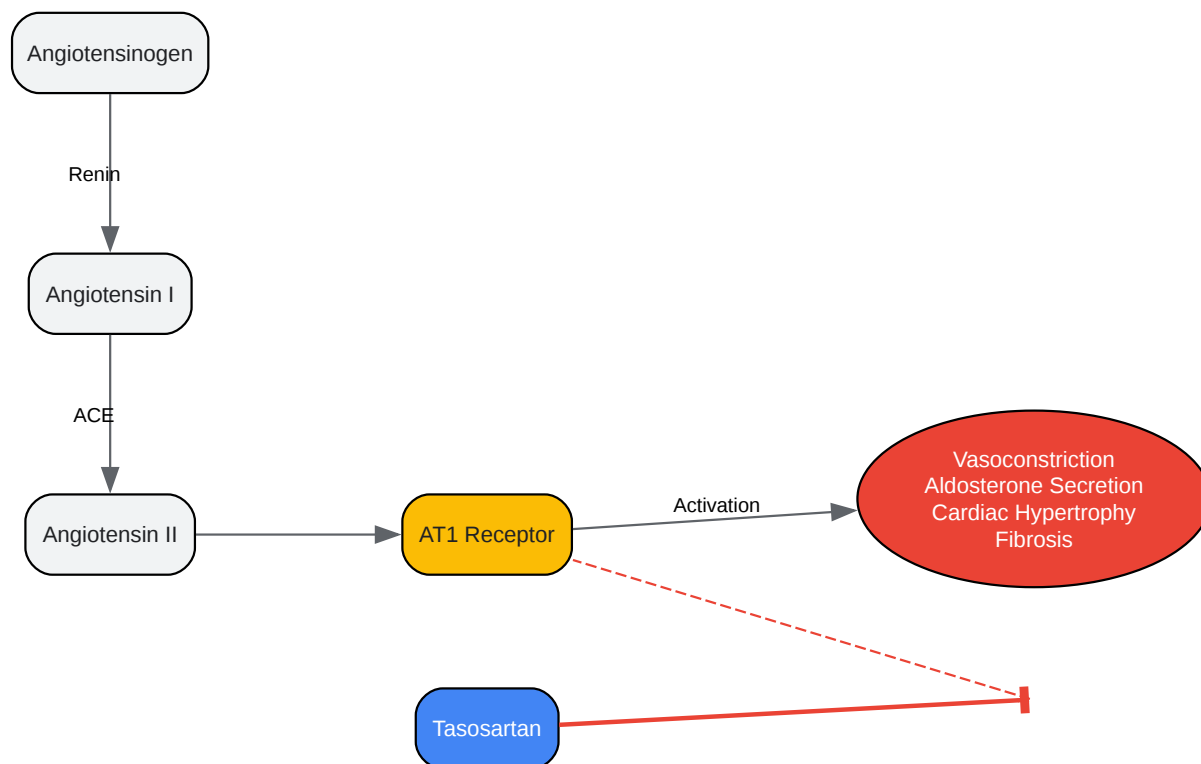 Angiotensinogen
Renin
Angiotensin I
ACE
Angiotensin II
AT1 Receptor
Activation
Vasoconstriction
Aldosterone Secretion
Cardiac Hypertrophy
Fibrosis
Tasosartan